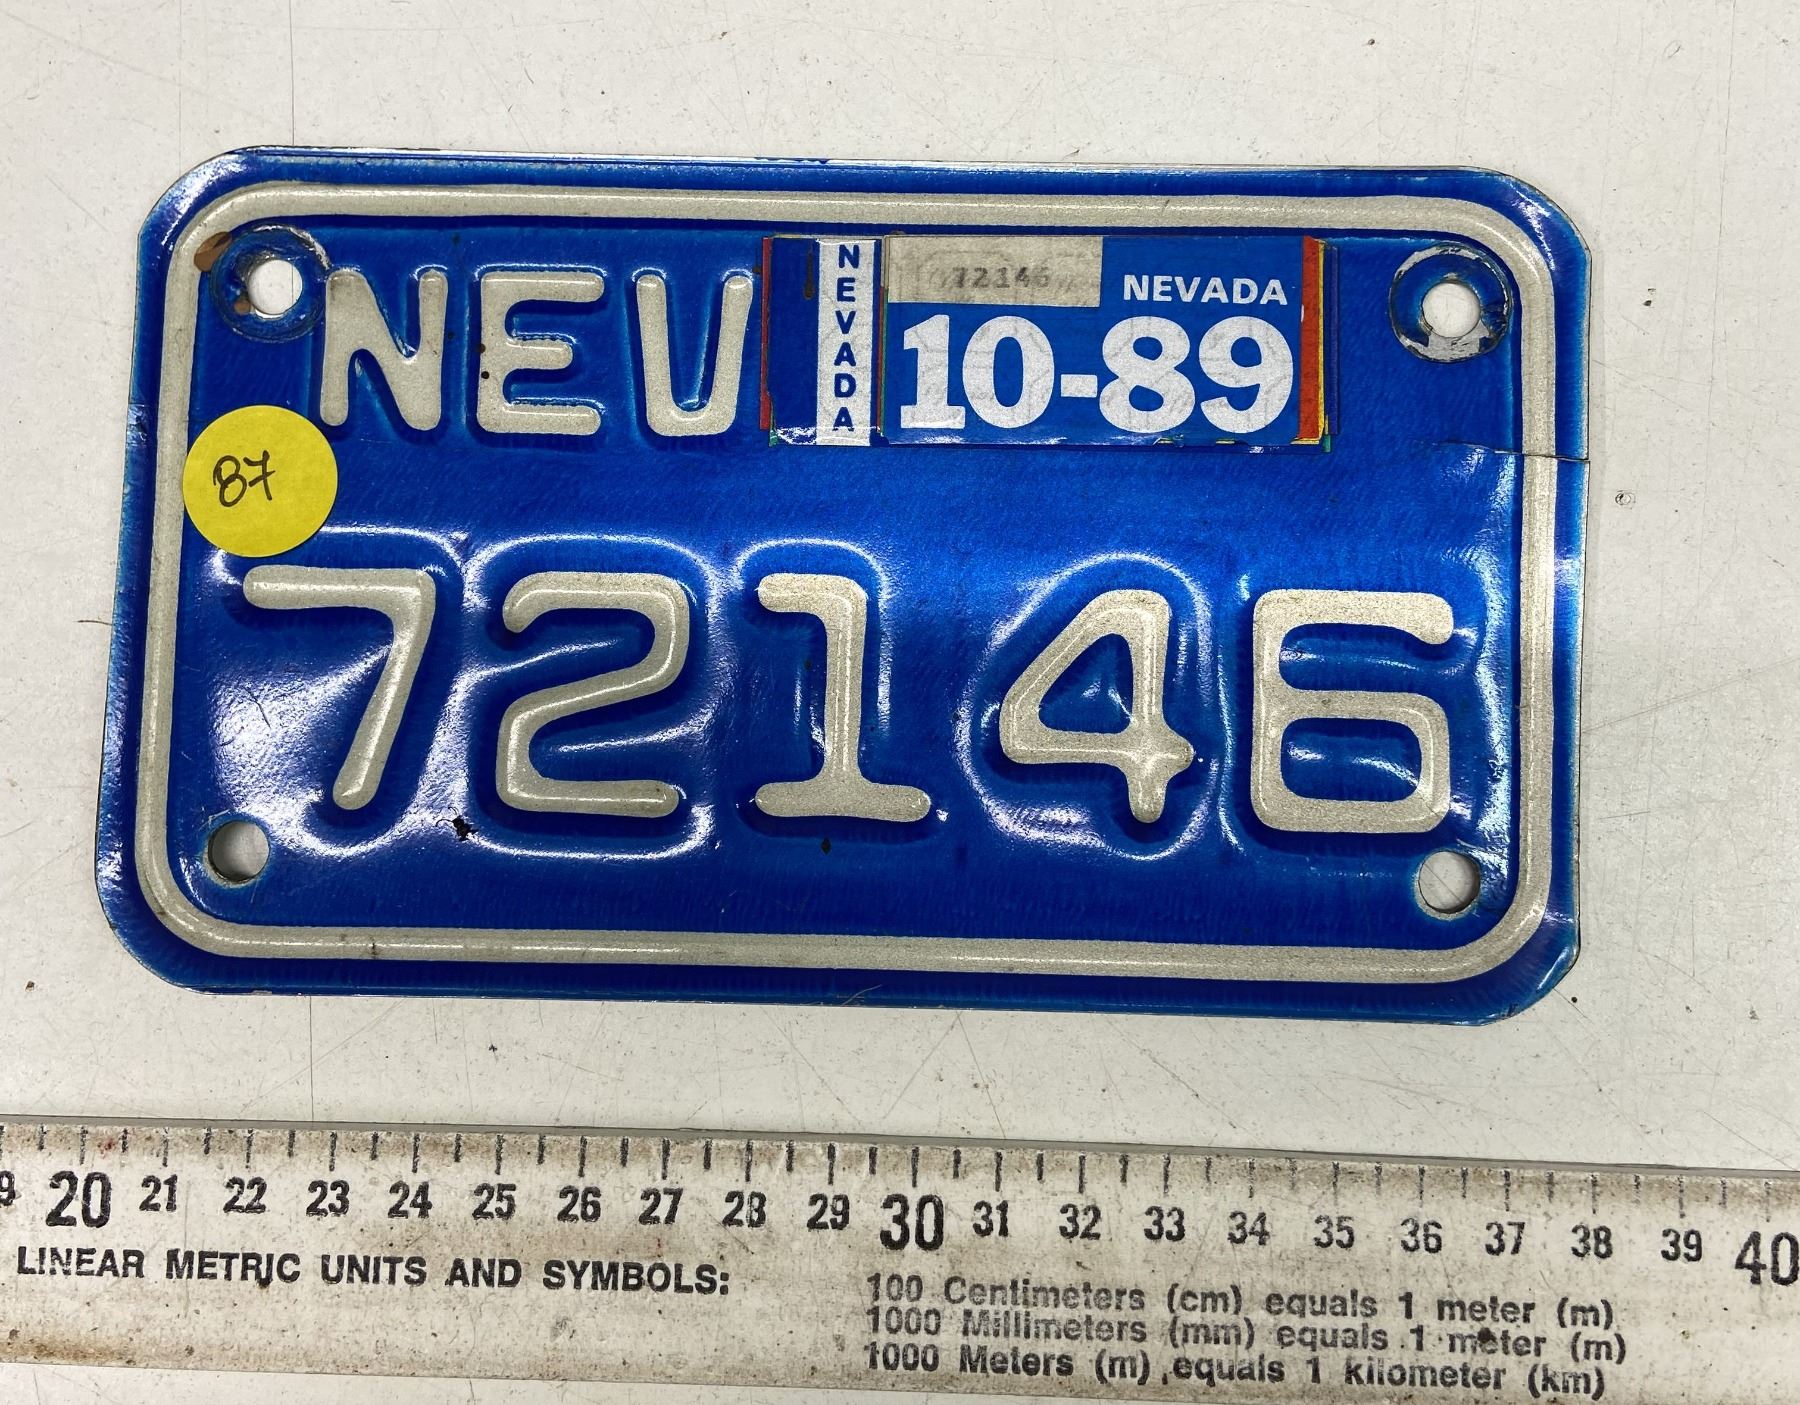 NEV
NEVADA
72146
NEVADA
10-89
87
72146
20 21 22 23 24 25 26 27 28 29 30 31 32 33 34 35 36 37 38 39 40
LINEAR METRIC UNITS AND SYMBOLS:
100 Centimeters (cm) equals 1 meter (m)
1000 Millimeters (mm) equals 1 meter (m)
1000 Meters (m) equals 1 kilometer (km)